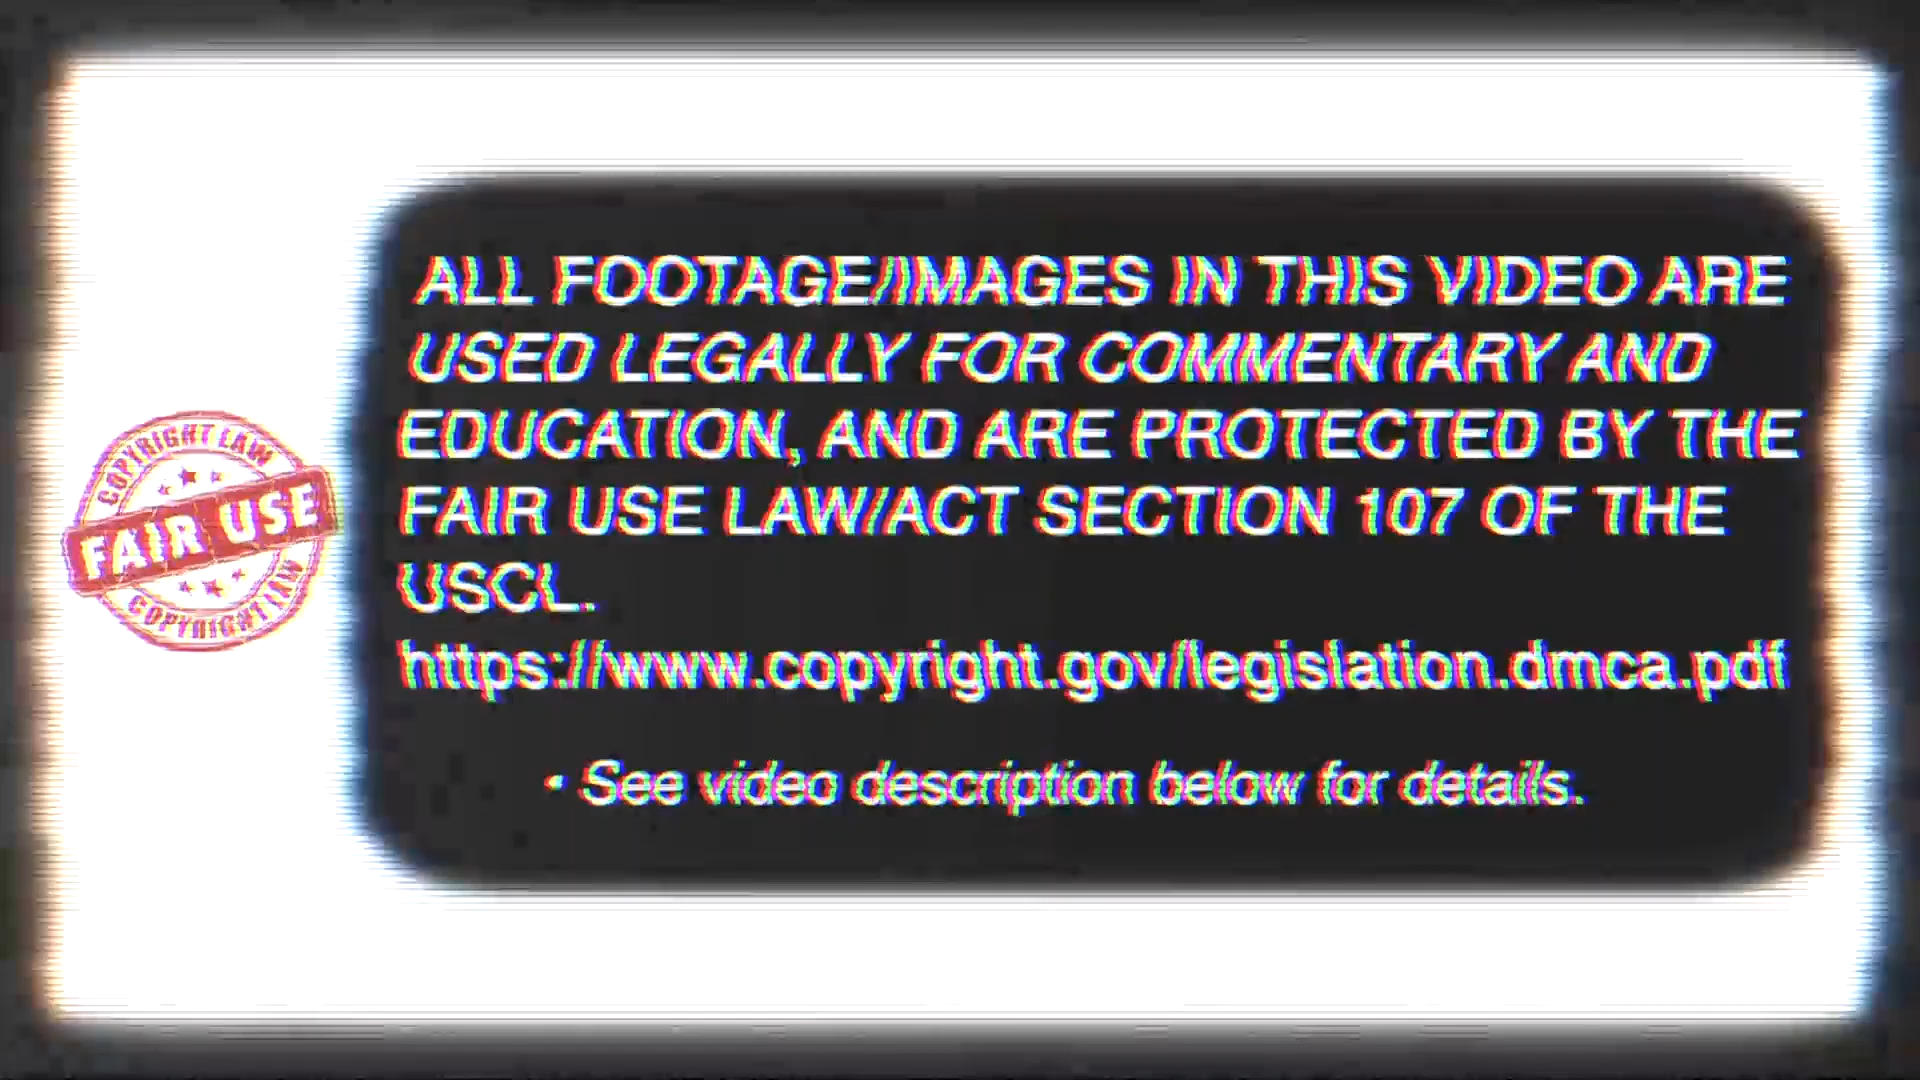 COPYRIGHT LAW
FAIR USE
COPYRIGHT LAW
ALL FOOTAGE/IMAGES IN THIS VIDEO ARE
USED LEGALLY FOR COMMENTARY AND
EDUCATION, AND ARE PROTECTED BY THE
FAIR USE LAW/ACT SECTION 107 OF THE
USCL.
https://www.copyright.gov/legislation.dmca.pdf
• See video description below for details.